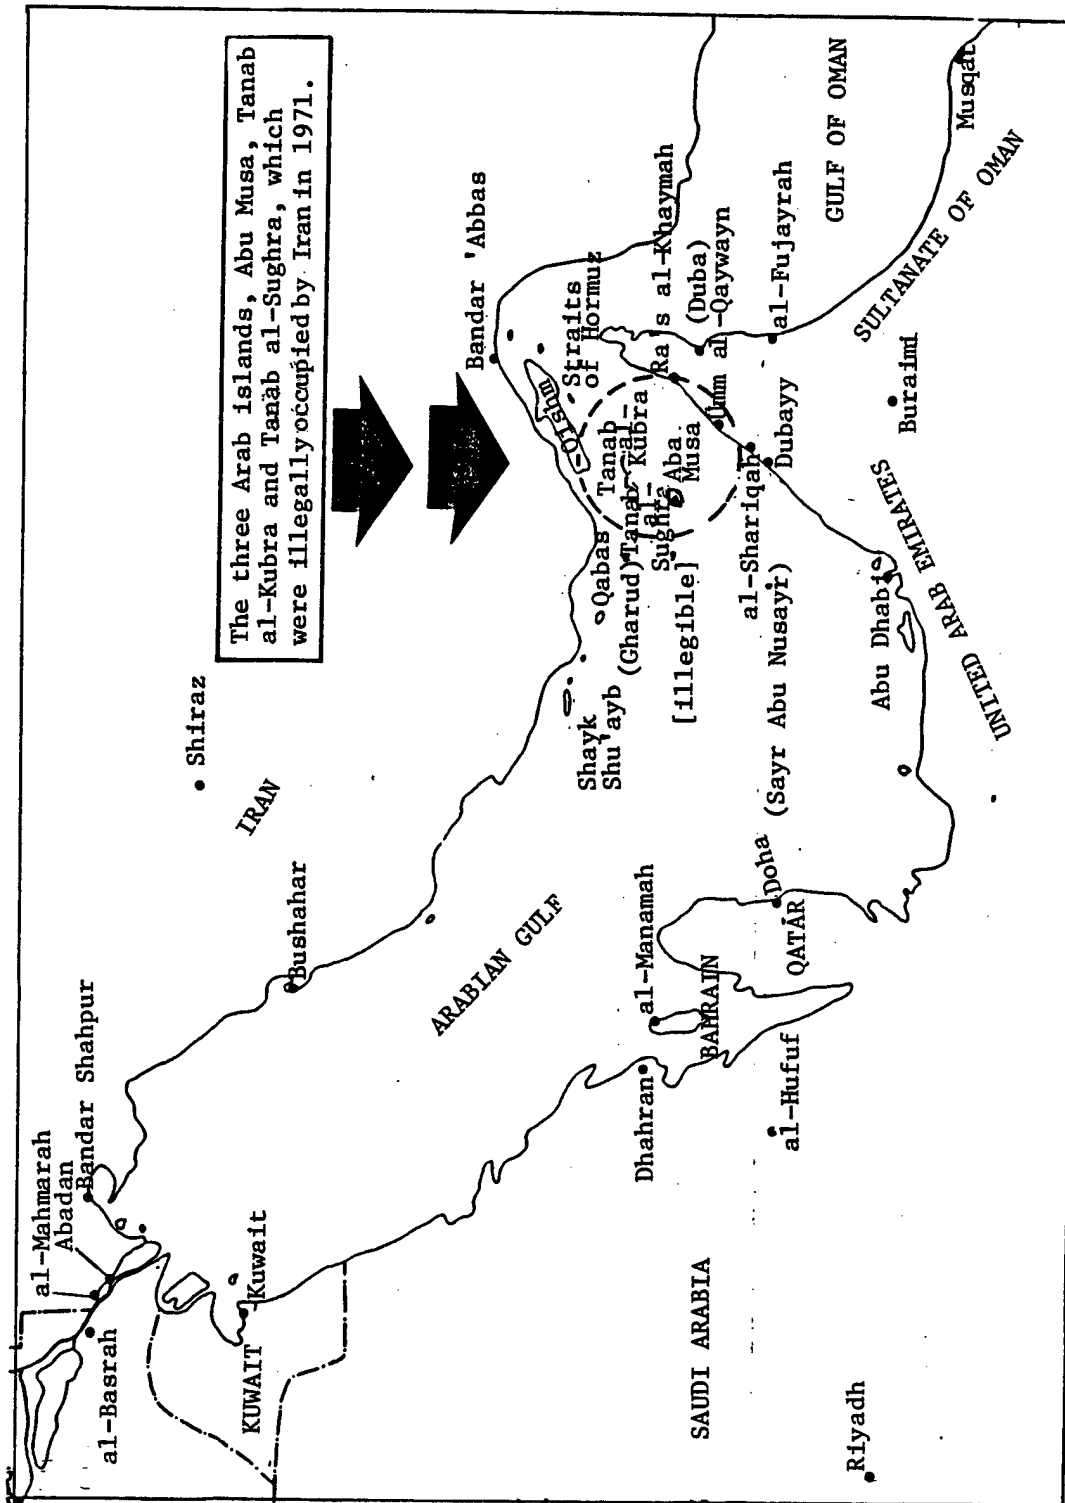 The three Arab islands, Abu Musa, Tanab
al-Kubra and Tanab al-Sughra, which
were illegally occupied by Iran in 1971.
al-Mahmarah
Abadan
Bandar Shahpur
al-Basrah
Kuwait
KUWAIT
Bushahar
Shiraz
IRAN
ARABIAN GULF
Bandar 'Abbas
Qishm
Straits
of Hormuz
Qabas
(Gharud)
Tanab
al-
Kubra
Tanab
al-
Sughra
Aba
Musa
[illegible]
Shayk
Shu'ayb
Ra's al-Khaymah
(Duba)
Umm al-Qaywayn
al-Fujayrah
GULF OF OMAN
Musqat
SULTANATE OF OMAN
al-Shariqah
Dubayy
Buraimi
(Sayr Abu Nusayr)
Abu Dhabi
UNITED ARAB EMIRATES
Dhahran
al-Manamah
BAHRAIN
Doha
QATAR
al-Hufuf
SAUDI ARABIA
Riyadh